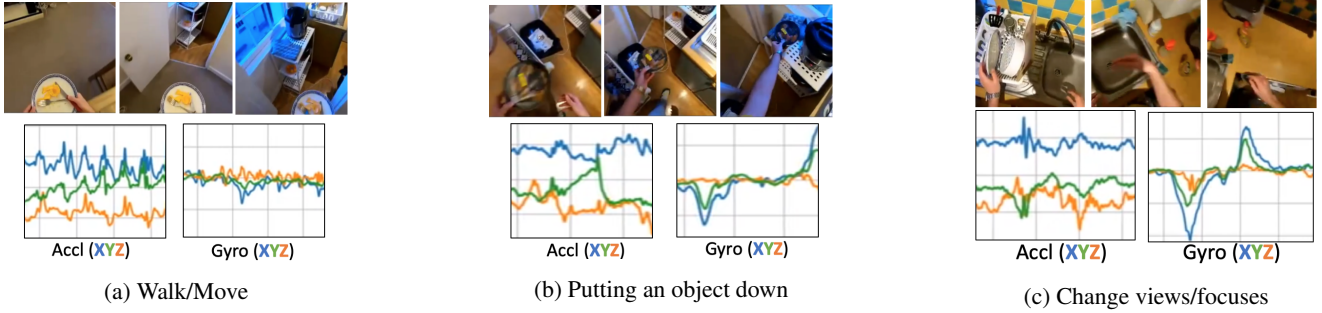 Accl (XYZ) Gyro (XYZ)
(a) Walk/Move
Accl (XYZ) Gyro (XYZ)
(b) Putting an object down
Accl (XYZ) Gyro (XYZ)
(c) Change views/focuses